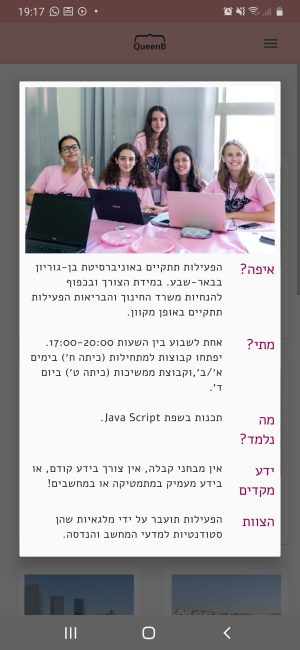 19:17
QueenB
איפה?
הפעילות תתקיים באוניברסיטת בן-גוריון
בבאר-שבע. במידת הצורך ובכפוף
להנחיות משרד החינוך והבריאות הפעילות
תתקיים באופן מקוון.
מתי?
אחת לשבוע בין השעות 17:00-20:00.
יפתחו קבוצות למתחילות (כיתה ח') בימים
א'/ב', וקבוצת ממשיכות (כיתה ט') ביום
ד'.
מה
נלמד?
תכנות בשפת Java Script.
ידע
מקדים
אין מבחני קבלה, אין צורך בידע קודם, או
בידע מעמיק במתמטיקה או במחשבים!
הצוות
הפעילות תועבר על ידי מלגאיות שהן
סטודנטיות למדעי המחשב והנדסה.